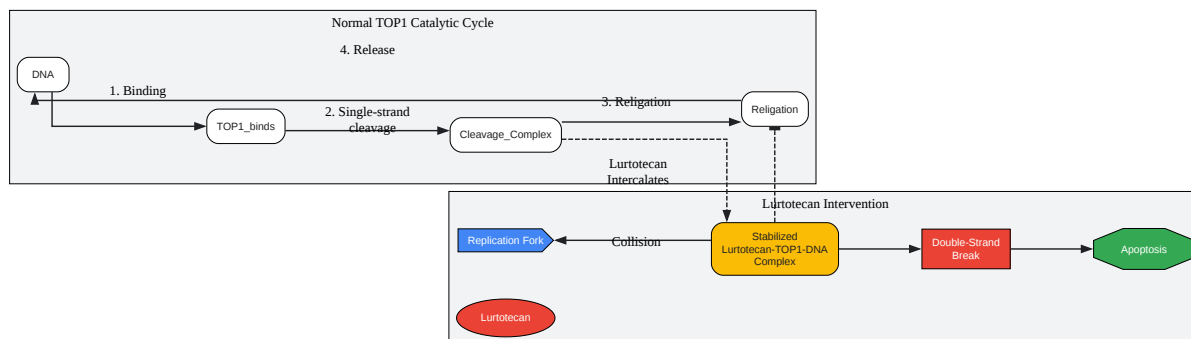 Normal TOP1 Catalytic Cycle
4. Release
DNA
1. Binding
3. Religation
Religation
2. Single-strand
cleavage
TOP1_binds
Cleavage_Complex
Lurtotecan
Intercalates
Lurtotecan Intervention
Replication Fork
Collision
Stabilized
Lurtotecan-TOP1-DNA
Complex
Double-Strand
Break
Apoptosis
Lurtotecan